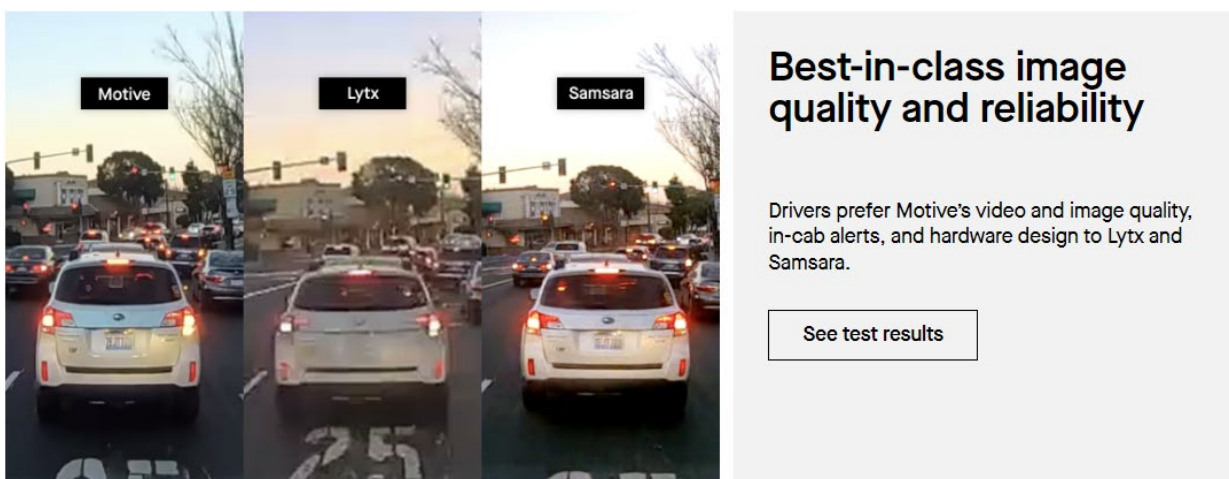 Motive
Lytx
Samsara
Best-in-class image
quality and reliability
Drivers prefer Motive’s video and image quality,
in-cab alerts, and hardware design to Lytx and
Samsara.
See test results
25